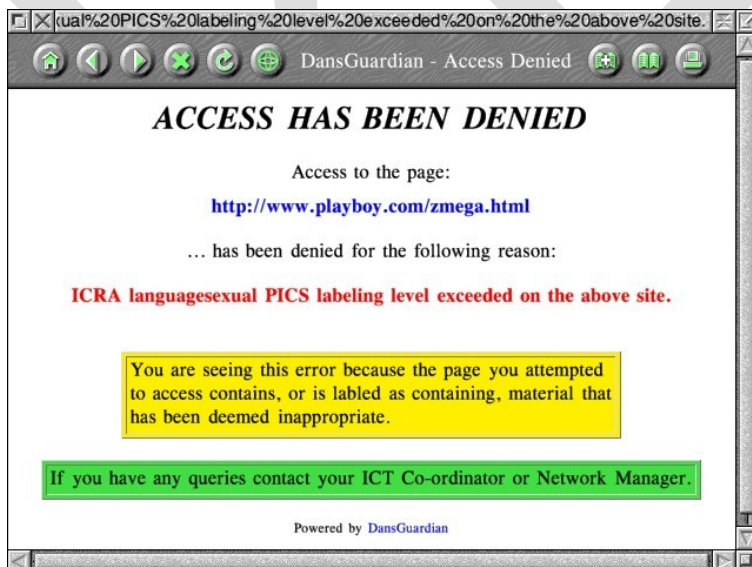 xual%20PICS%20labeling%20level%20exceeded%20on%20the%20above%20site.
DansGuardian - Access Denied
ACCESS HAS BEEN DENIED
Access to the page:
http://www.playboy.com/zmega.html
... has been denied for the following reason:
ICRA languagesexual PICS labeling level exceeded on the above site.
You are seeing this error because the page you attempted
to access contains, or is labled as containing, material that
has been deemed inappropriate.
If you have any queries contact your ICT Co-ordinator or Network Manager.
Powered by DansGuardian